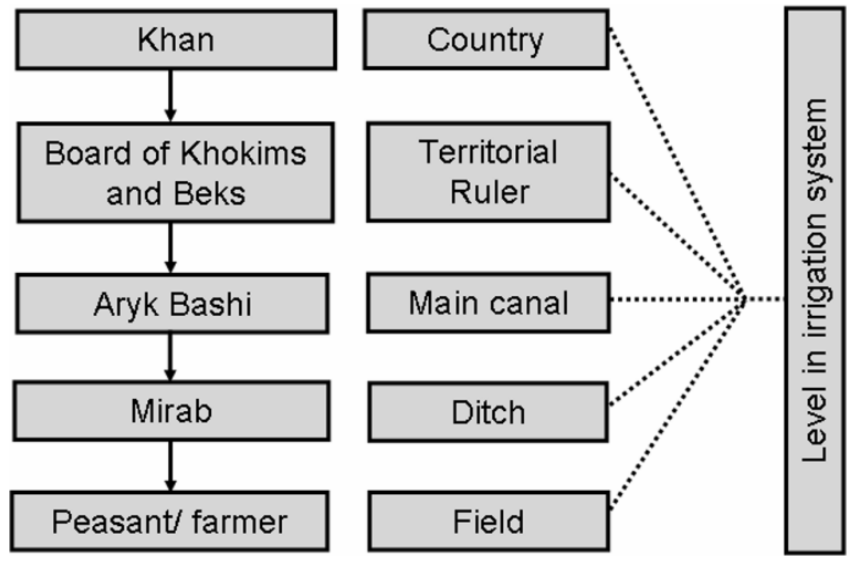 Khan
Country
Board of Khokims
and Beks
Territorial
Ruler
Aryk Bashi
Main canal
Mirab
Ditch
Peasant/ farmer
Field
Level in irrigation system